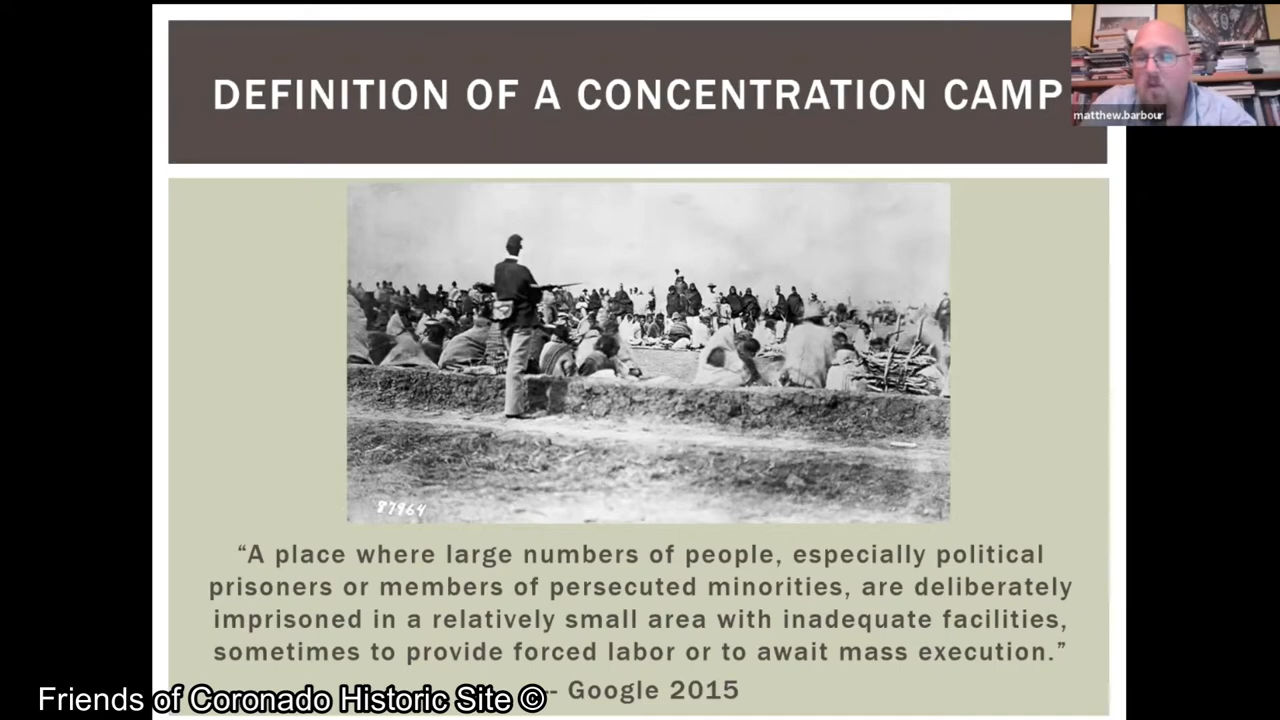 DEFINITION OF A CONCENTRATION CAMP
matthew.barbour
87964
“A place where large numbers of people, especially political
prisoners or members of persecuted minorities, are deliberately
imprisoned in a relatively small area with inadequate facilities,
sometimes to provide forced labor or to await mass execution.”
-- Google 2015
Friends of Coronado Historic Site ©